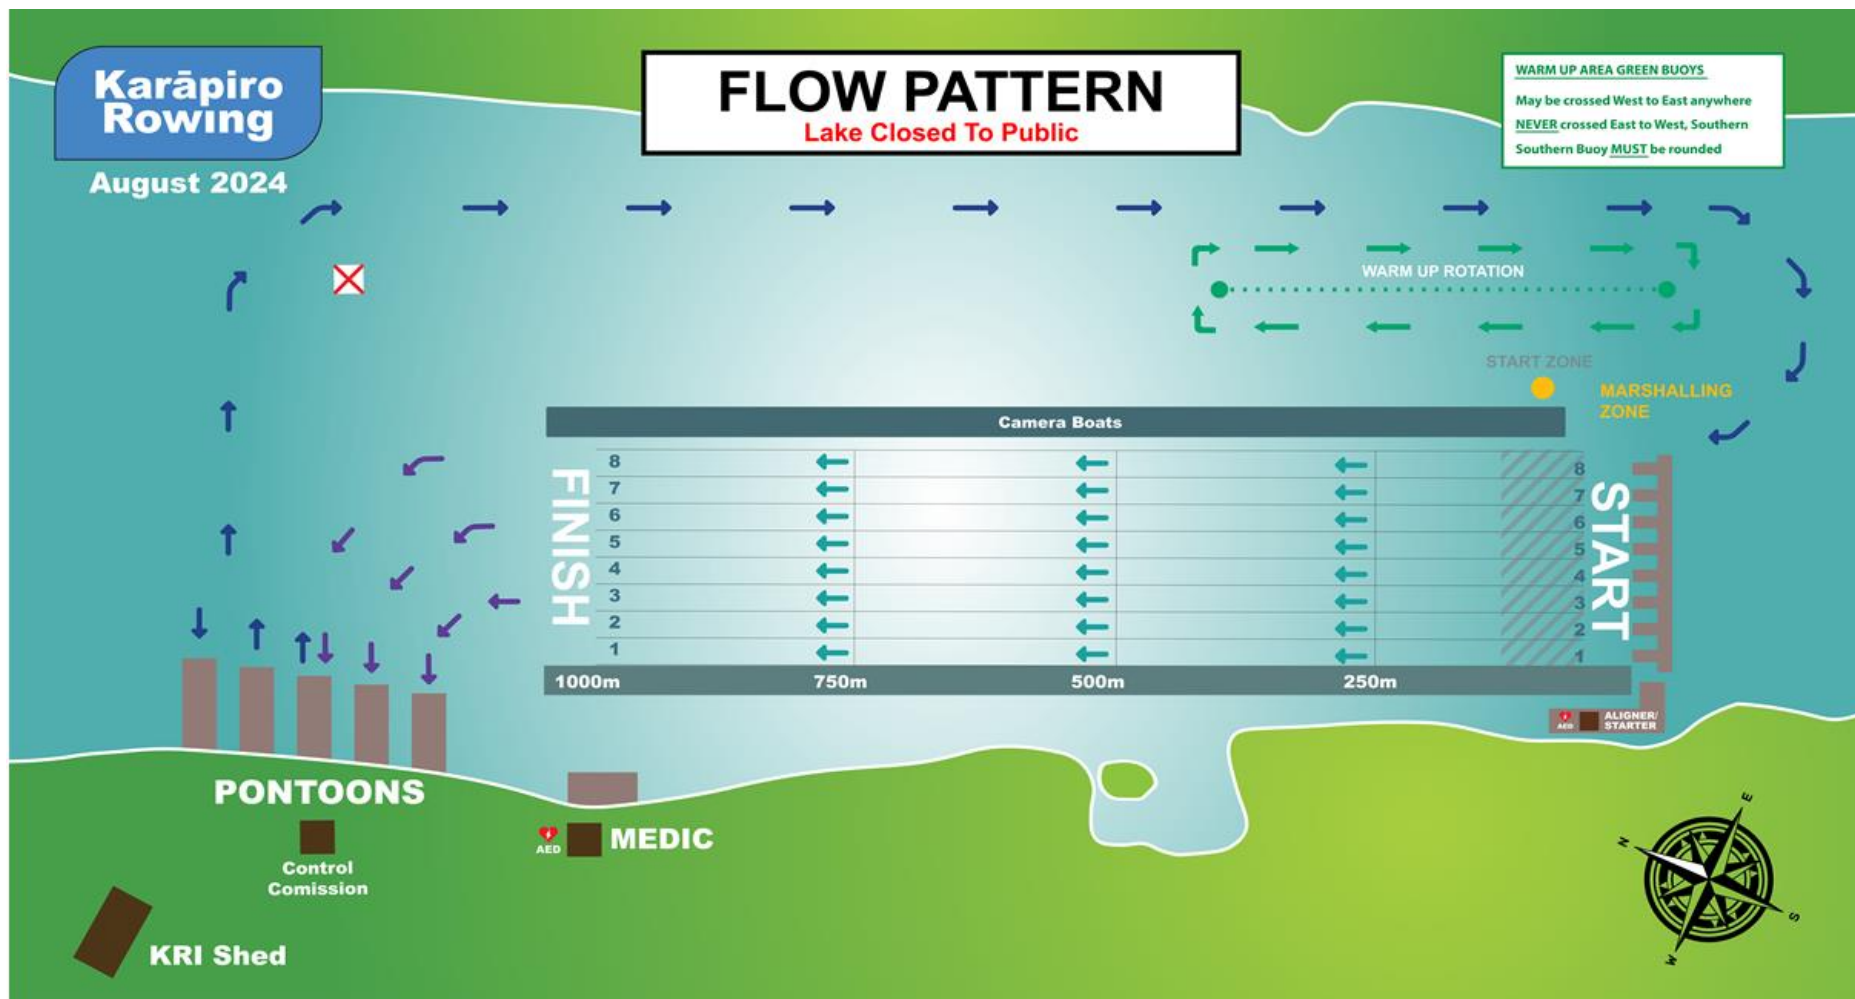 Karāpiro
Rowing
August 2024
FLOW PATTERN
Lake Closed To Public
WARM UP AREA GREEN BUOYS
May be crossed West to East anywhere
NEVER crossed East to West, Southern
Southern Buoy MUST be rounded
WARM UP ROTATION
START ZONE
MARSHALLING
ZONE
Camera Boats
FINISH
8
7
6
5
4
3
2
1
START
8
7
6
5
4
3
2
1
1000m
750m
500m
250m
AED
ALIGNER/
STARTER
PONTOONS
Control
Comission
KRI Shed
AED
MEDIC
N
E
S
W